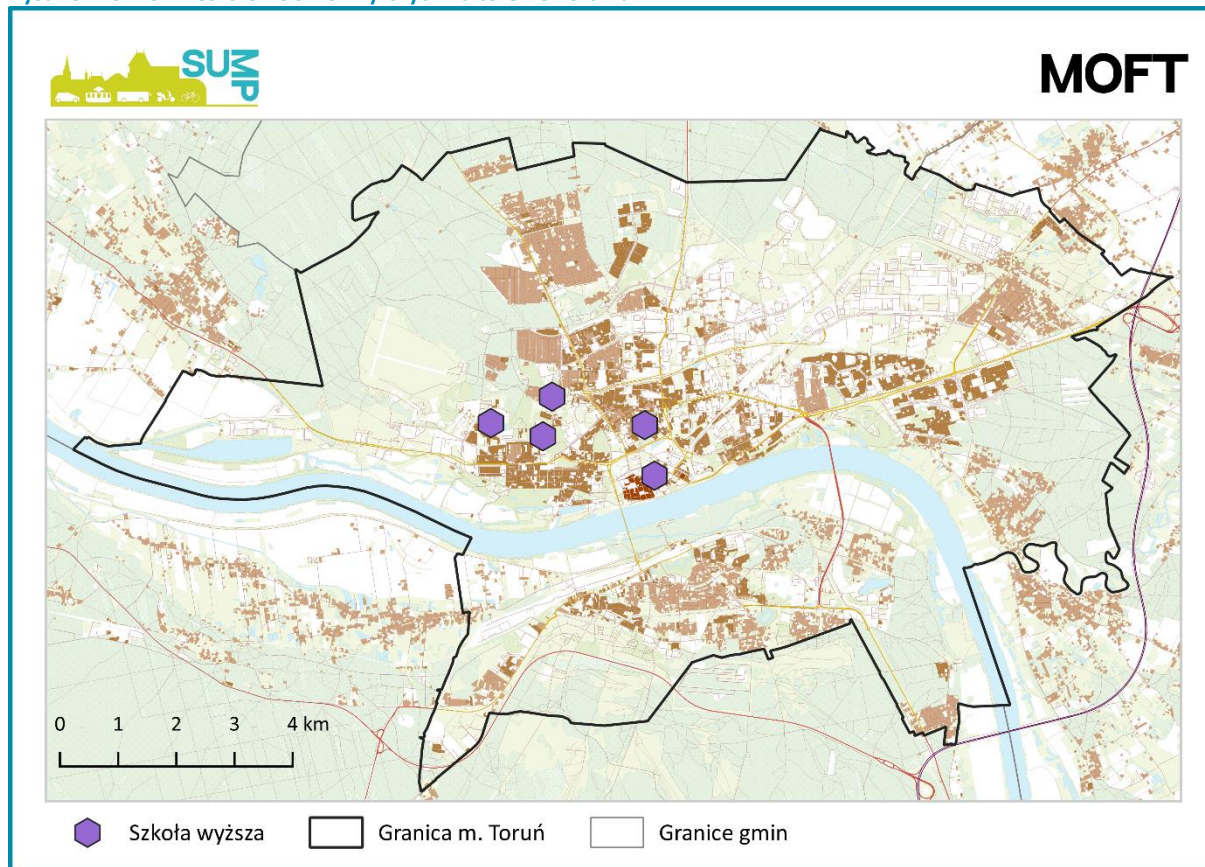 SUMP
MOFT
0 1 2 3 4 km
Szkoła wyższa
Granica m. Toruń
Granice gmin